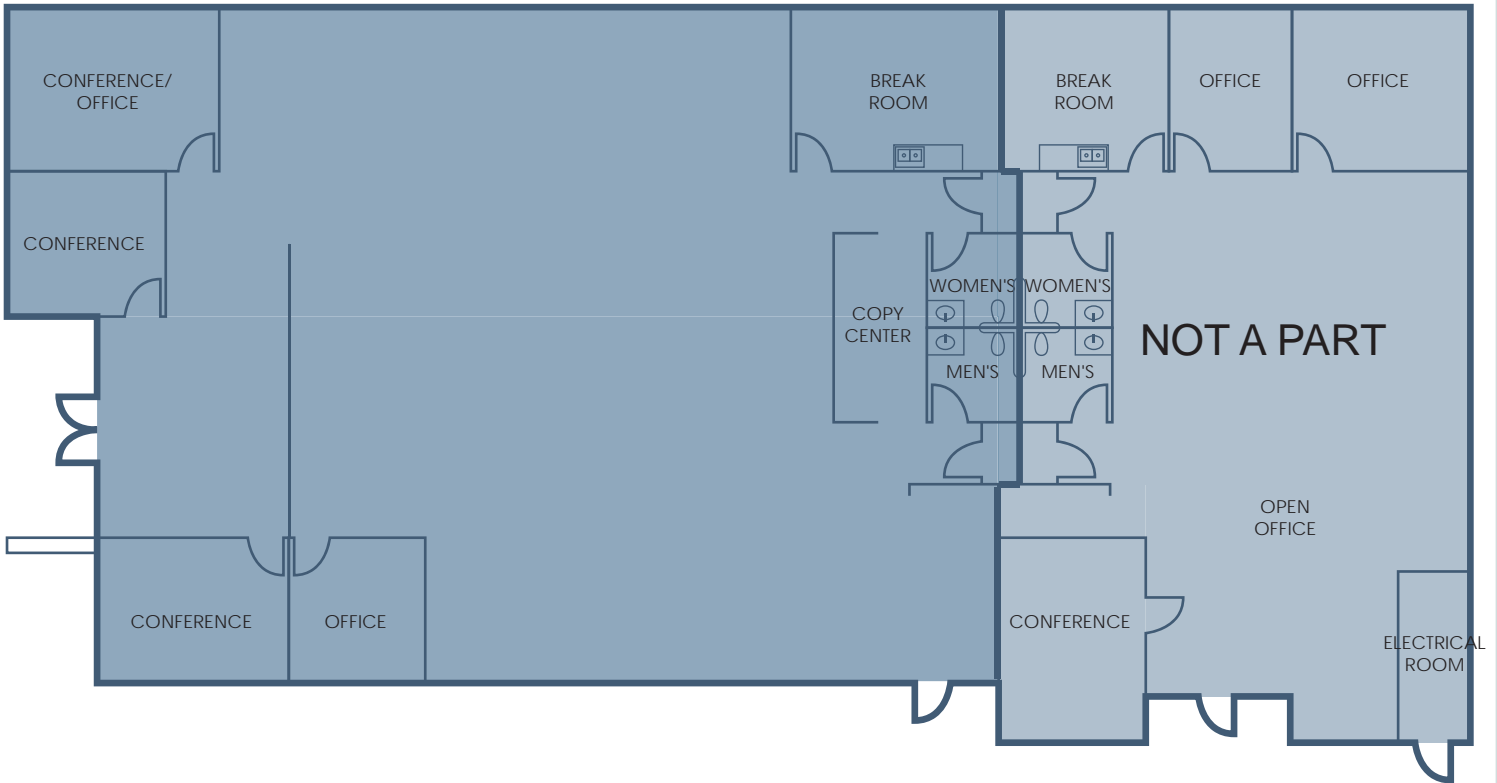 CONFERENCE/
OFFICE
BREAK
ROOM
BREAK
ROOM
OFFICE
OFFICE
CONFERENCE
WOMEN'S
WOMEN'S
COPY
CENTER
NOT A PART
MEN'S
MEN'S
OPEN
OFFICE
CONFERENCE
OFFICE
CONFERENCE
ELECTRICAL
ROOM